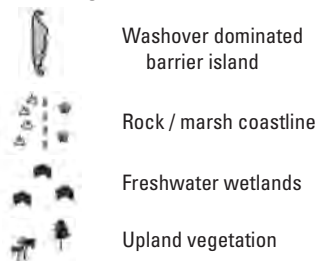 Washover dominated
barrier island
Rock / marsh coastline
Freshwater wetlands
Upland vegetation